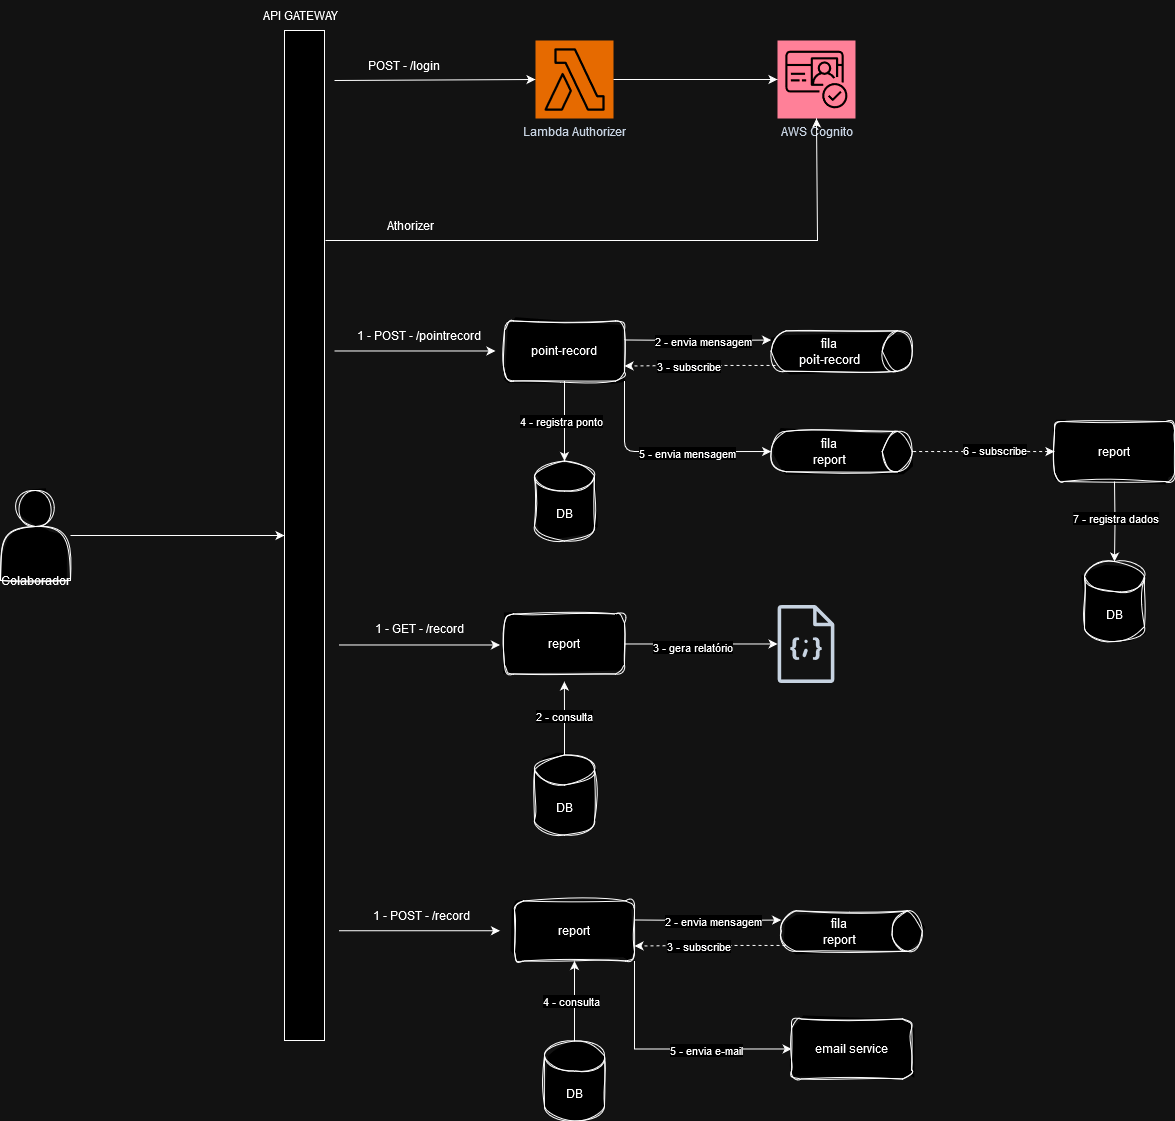 API GATEWAY
POST - /login
Lambda Authorizer
AWS Cognito
Athorizer
1 - POST - /pointrecord
point-record
2 - envia mensagem
3 - subscribe
fila
poit-record
4 - registra ponto
DB
5 - envia mensagem
fila
report
6 - subscribe
report
7 - registra dados
DB
Colaborador
1 - GET - /record
report
3 - gera relatório
{;}
2 - consulta
DB
1 - POST - /record
report
2 - envia mensagem
3 - subscribe
fila
report
4 - consulta
DB
5 - envia e-mail
email service